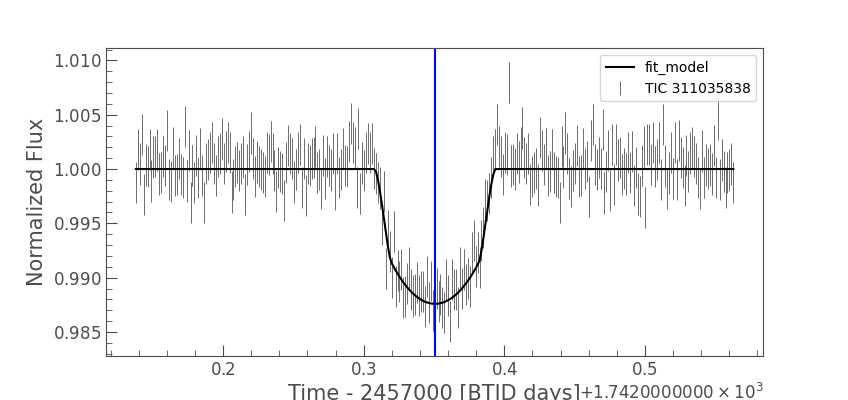 1.010
1.005
1.000
0.995
0.990
0.985
Normalized Flux
fit_model
TIC 311035838
0.2 0.3 0.4 0.5
Time - 2457000 [BTJD days]
+1.7420000000 × 10³